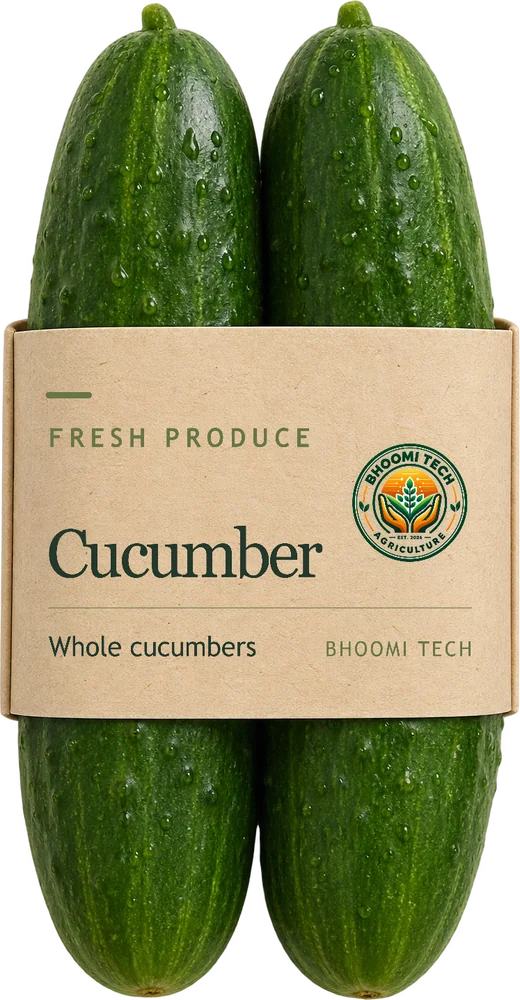 FRESH PRODUCE
BHOOMI TECH
EST. 2024
AGRICULTURE
Cucumber
Whole cucumbers
BHOOMI TECH